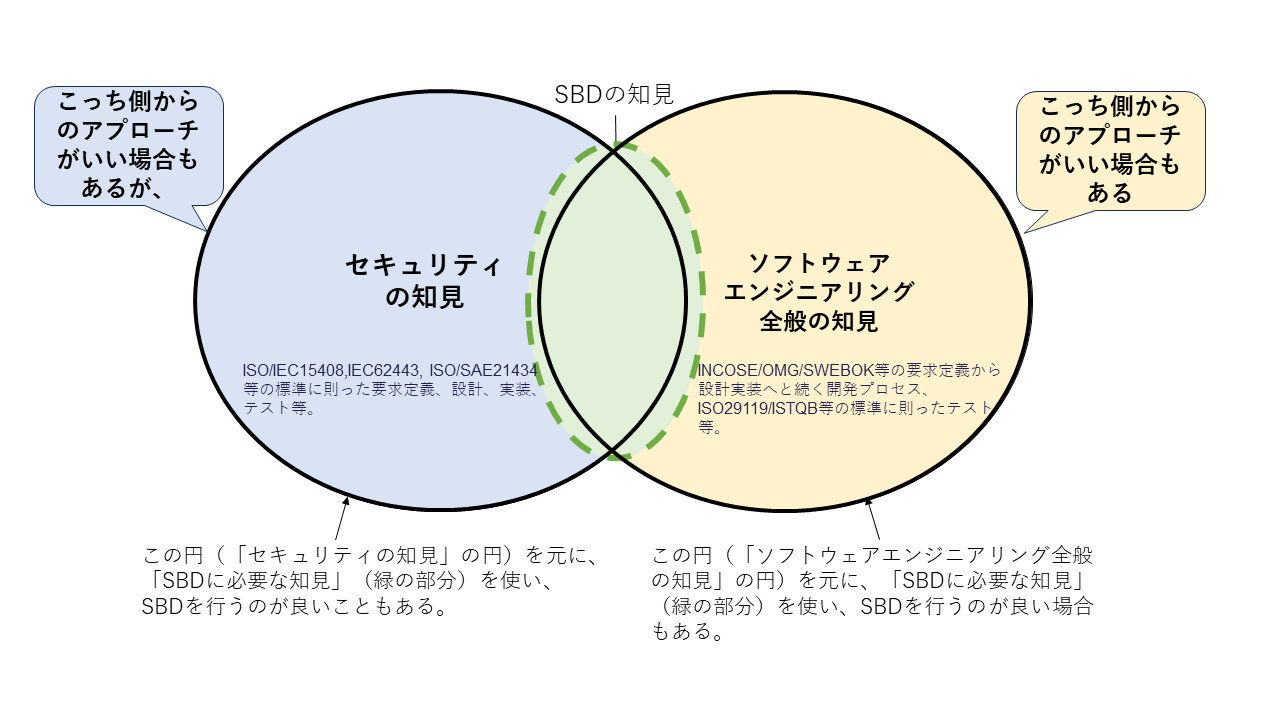 SBDの知見
こっち側から
のアプローチ
がいい場合も
あるが、
こっち側から
のアプローチ
がいい場合も
ある
セキュリティ
の知見
ソフトウェア
エンジニアリング
全般の知見
ISO/IEC15408,IEC62443, ISO/SAE21434
等の標準に則った要求定義、設計、実装、
テスト等。
INCOSE/OMG/SWEBOK等の要求定義から
設計実装へと続く開発プロセス、
ISO29119/ISTQB等の標準に則ったテスト
等。
この円（「セキュリティの知見」の円）を元に、
「SBDに必要な知見」（緑の部分）を使い、
SBDを行うのが良いこともある。
この円（「ソフトウェアエンジニアリング全般
の知見」の円）を元に、「SBDに必要な知見」
（緑の部分）を使い、SBDを行うのが良い場合
もある。